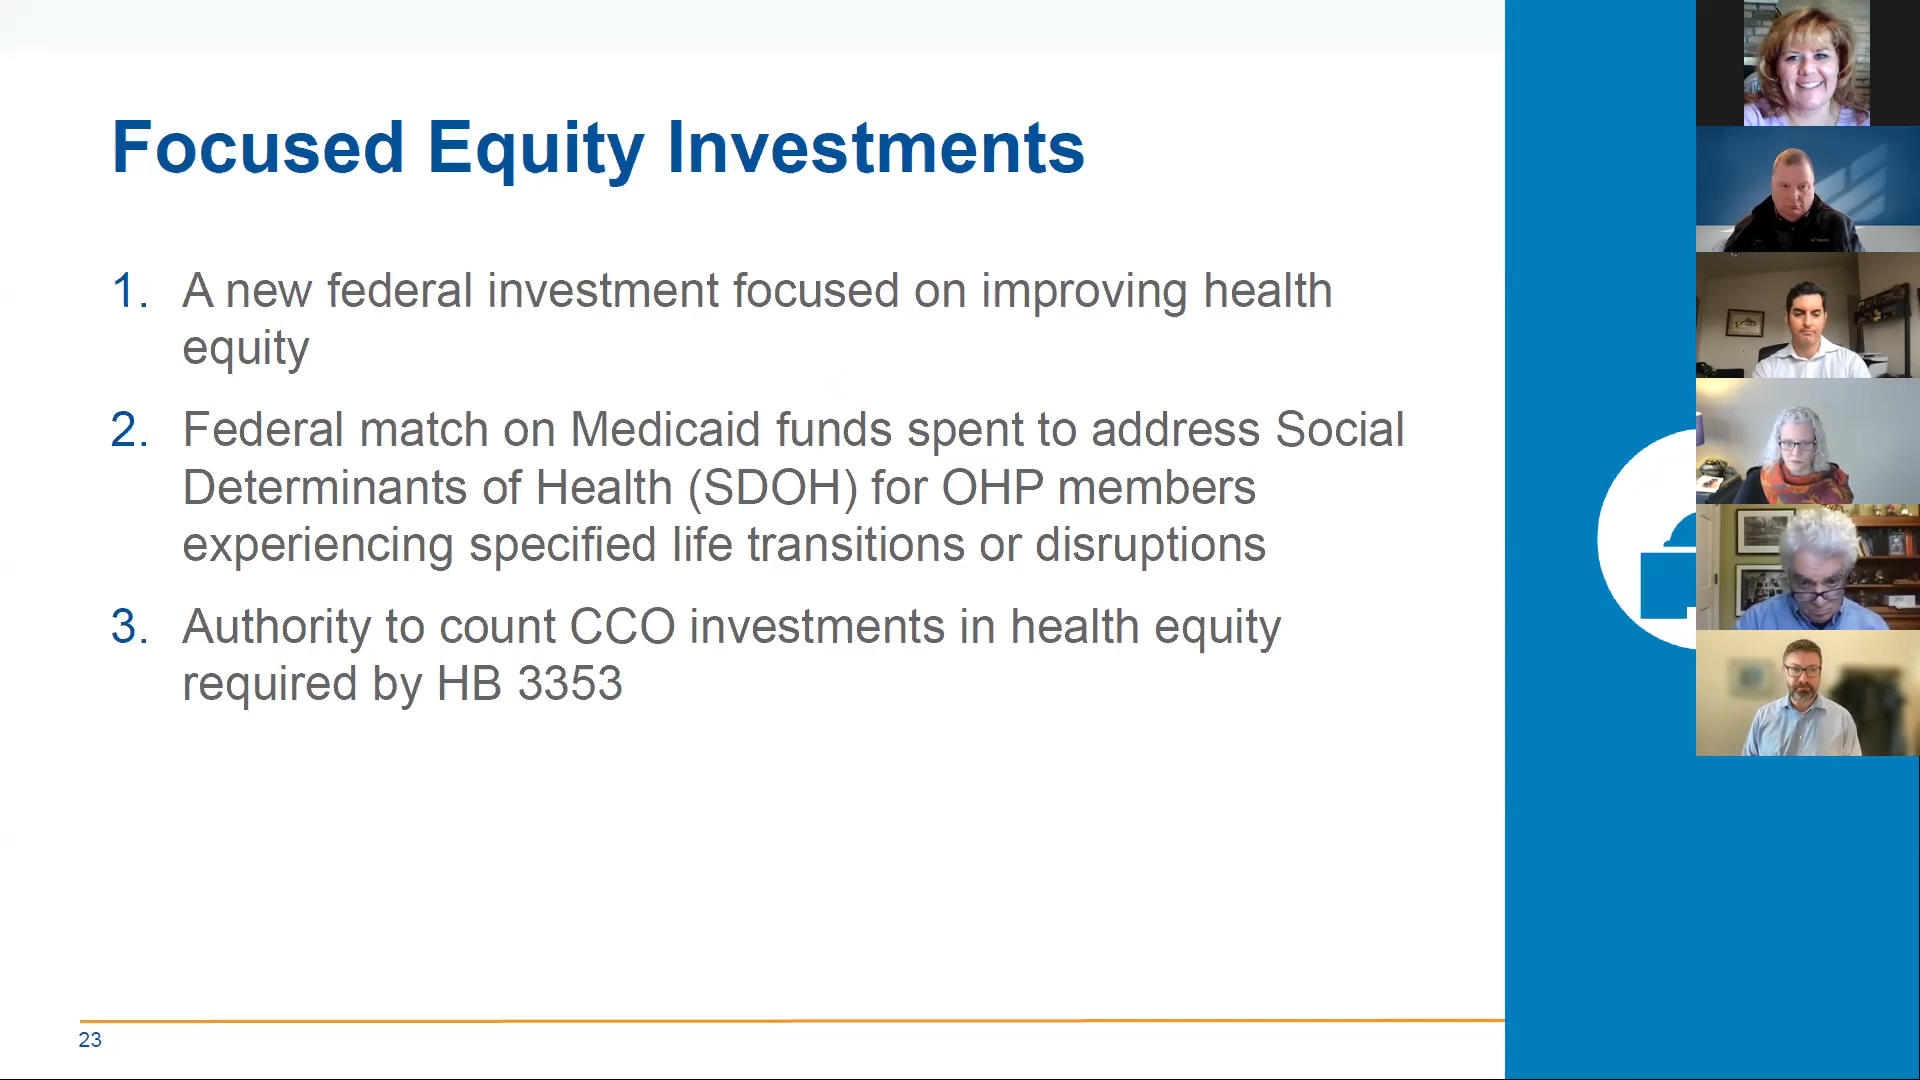 Focused Equity Investments
1. A new federal investment focused on improving health
equity
2. Federal match on Medicaid funds spent to address Social
Determinants of Health (SDOH) for OHP members
experiencing specified life transitions or disruptions
3. Authority to count CCO investments in health equity
required by HB 3353
23